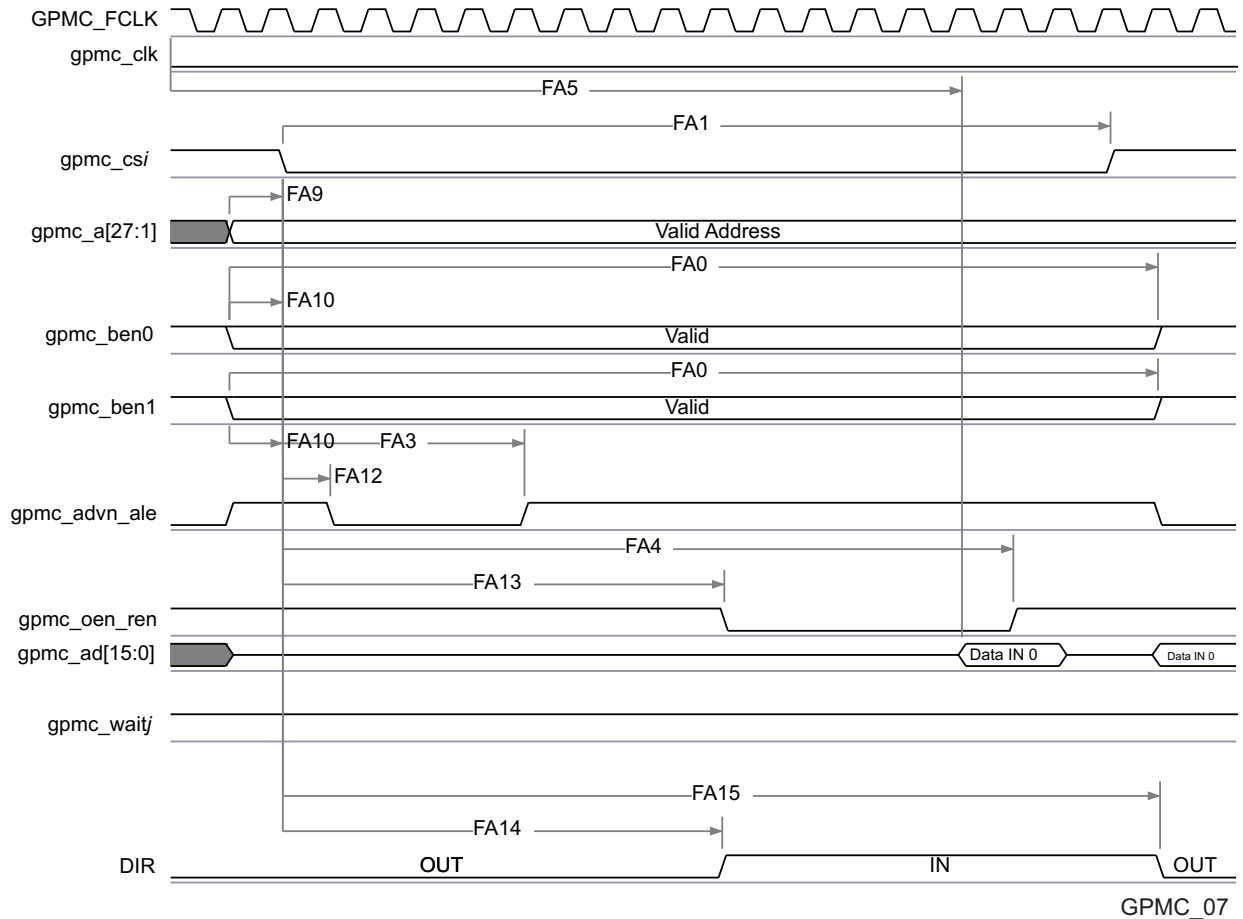 GPMC_FCLK
gpmc_clk
FA5
FA1
gpmc_csi
FA9
gpmc_a[27:1] Valid Address
FA0
FA10
gpmc_ben0 Valid
FA0
gpmc_ben1 Valid
FA10 FA3
FA12
gpmc_advn_ale
FA4
FA13
gpmc_oen_ren
gpmc_ad[15:0] Data IN 0 Data IN 0
gpmc_waitj
FA15
FA14
DIR OUT IN OUT
GPMC_07